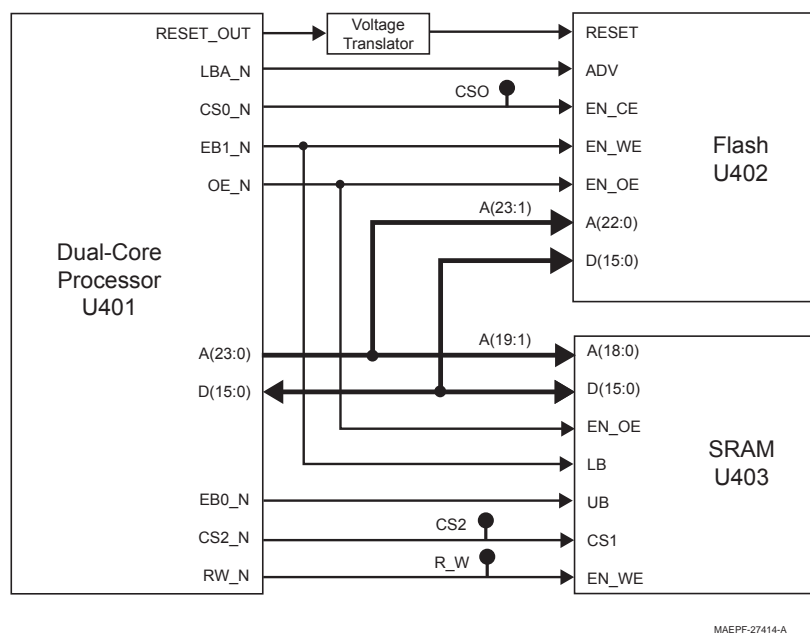 RESET_OUT
Voltage
Translator
RESET
LBA_N
ADV
CS0_N
CSO
EN_CE
EB1_N
EN_WE
OE_N
EN_OE
Flash
U402
A(23:1)
A(22:0)
D(15:0)
Dual-Core
Processor
U401
A(23:0)
A(19:1)
A(18:0)
D(15:0)
D(15:0)
EN_OE
LB
SRAM
U403
EB0_N
UB
CS2_N
CS2
CS1
RW_N
R_W
EN_WE
MAEPF-27414-A